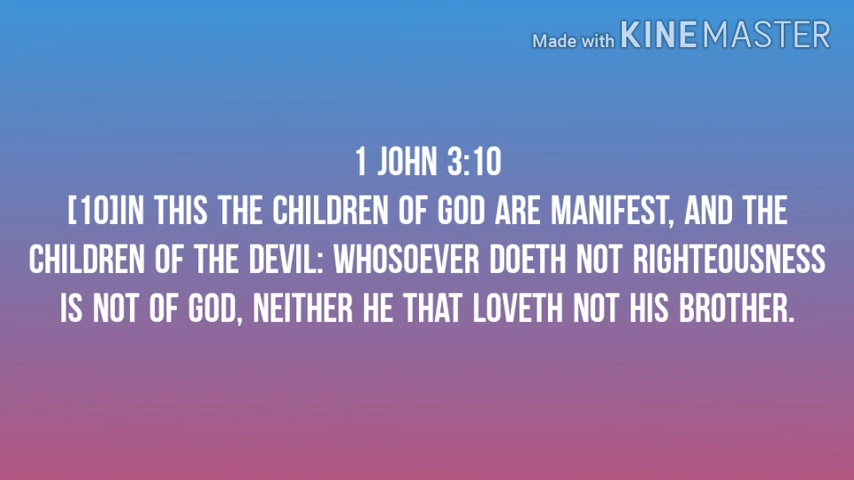 Made with KINEMASTER
1 JOHN 3:10
[10]IN THIS THE CHILDREN OF GOD ARE MANIFEST, AND THE
CHILDREN OF THE DEVIL: WHOSOEVER DOETH NOT RIGHTEOUSNESS
IS NOT OF GOD, NEITHER HE THAT LOVETH NOT HIS BROTHER.